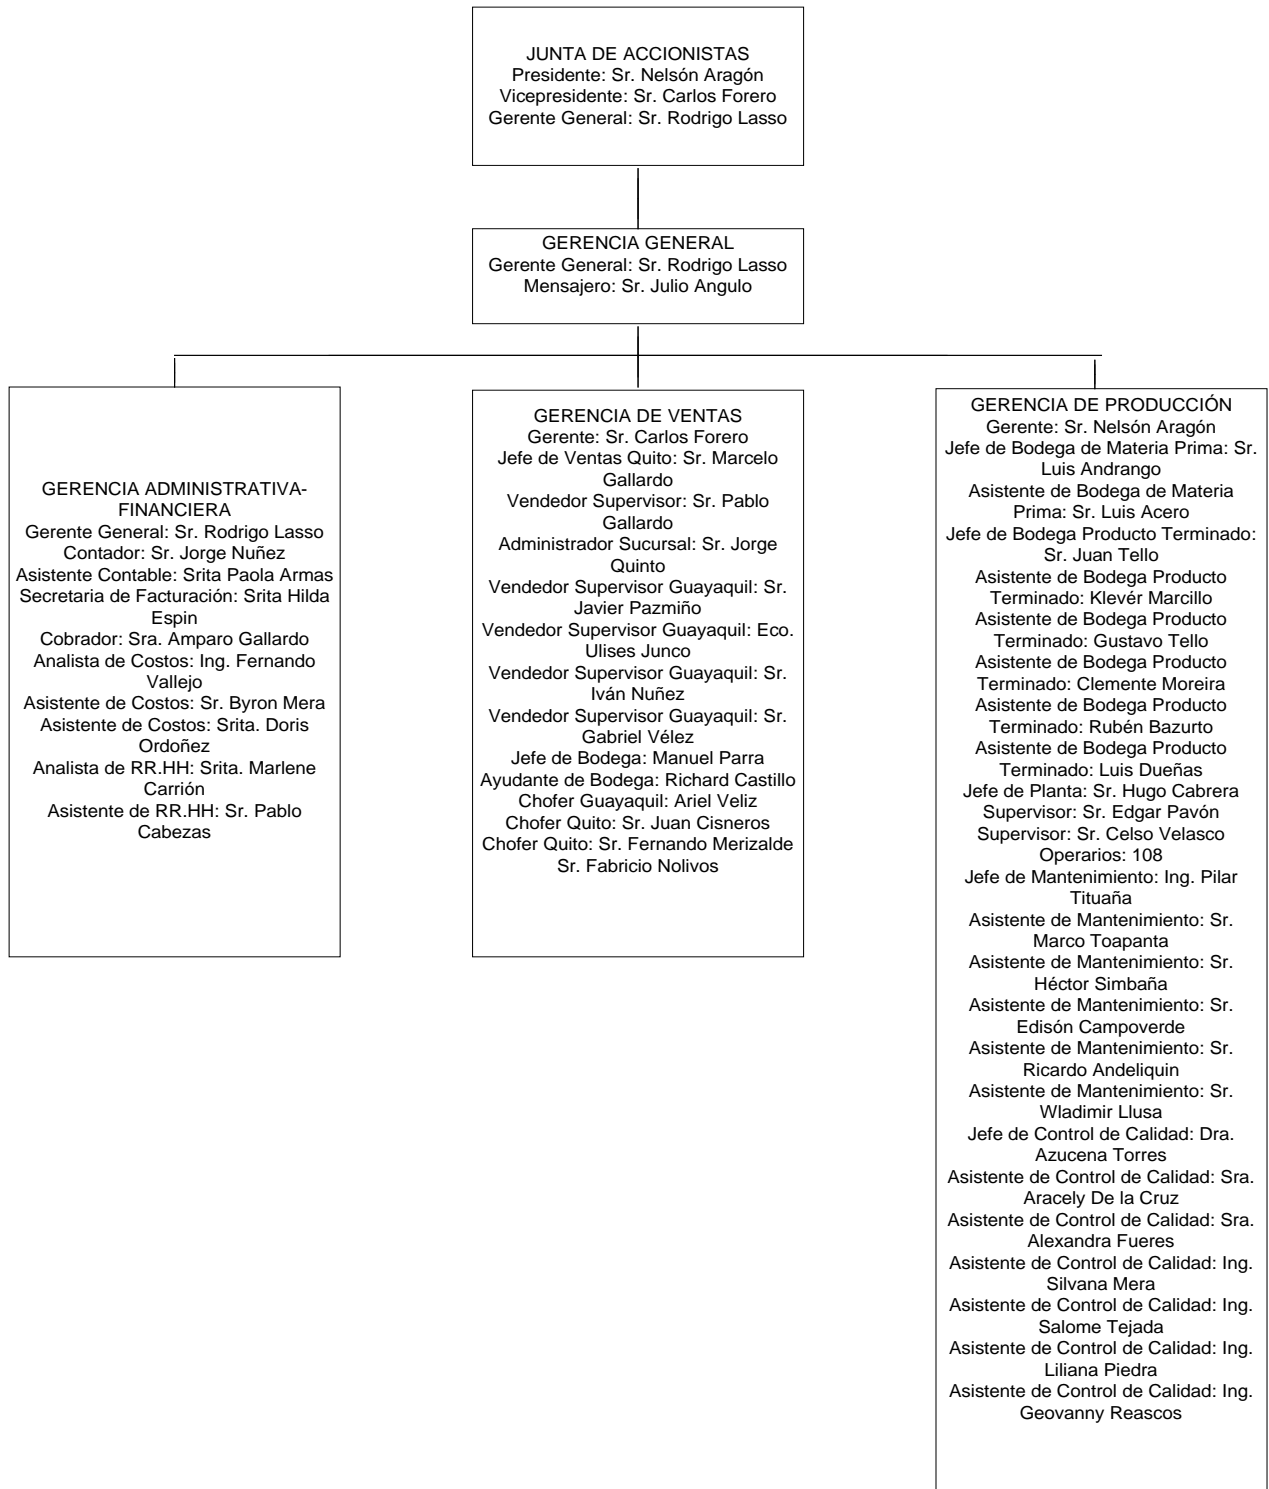 JUNTA DE ACCIONISTAS
Presidente: Sr. Nelsón Aragón
Vicepresidente: Sr. Carlos Forero
Gerente General: Sr. Rodrigo Lasso
GERENCIA GENERAL
Gerente General: Sr. Rodrigo Lasso
Mensajero: Sr. Julio Angulo
GERENCIA ADMINISTRATIVA-
FINANCIERA
Gerente General: Sr. Rodrigo Lasso
Contador: Sr. Jorge Nuñez
Asistente Contable: Srita Paola Armas
Secretaria de Facturación: Srita Hilda
Espin
Cobrador: Sra. Amparo Gallardo
Analista de Costos: Ing. Fernando
Vallejo
Asistente de Costos: Sr. Byron Mera
Asistente de Costos: Srita. Doris
Ordoñez
Analista de RR.HH: Srita. Marlene
Carrión
Asistente de RR.HH: Sr. Pablo
Cabezas
GERENCIA DE VENTAS
Gerente: Sr. Carlos Forero
Jefe de Ventas Quito: Sr. Marcelo
Gallardo
Vendedor Supervisor: Sr. Pablo
Gallardo
Administrador Sucursal: Sr. Jorge
Quinto
Vendedor Supervisor Guayaquil: Sr.
Javier Pazmiño
Vendedor Supervisor Guayaquil: Eco.
Ulises Junco
Vendedor Supervisor Guayaquil: Sr.
Iván Nuñez
Vendedor Supervisor Guayaquil: Sr.
Gabriel Vélez
Jefe de Bodega: Manuel Parra
Ayudante de Bodega: Richard Castillo
Chofer Guayaquil: Ariel Veliz
Chofer Quito: Sr. Juan Cisneros
Chofer Quito: Sr. Fernando Merizalde
Sr. Fabricio Nolivos
GERENCIA DE PRODUCCIÓN
Gerente: Sr. Nelsón Aragón
Jefe de Bodega de Materia Prima: Sr.
Luis Andrango
Asistente de Bodega de Materia
Prima: Sr. Luis Acero
Jefe de Bodega Producto Terminado:
Sr. Juan Tello
Asistente de Bodega Producto
Terminado: Klevér Marcillo
Asistente de Bodega Producto
Terminado: Gustavo Tello
Asistente de Bodega Producto
Terminado: Clemente Moreira
Asistente de Bodega Producto
Terminado: Rubén Bazurto
Asistente de Bodega Producto
Terminado: Luis Dueñas
Jefe de Planta: Sr. Hugo Cabrera
Supervisor: Sr. Edgar Pavón
Supervisor: Sr. Celso Velasco
Operarios: 108
Jefe de Mantenimiento: Ing. Pilar
Tituaña
Asistente de Mantenimiento: Sr.
Marco Toapanta
Asistente de Mantenimiento: Sr.
Héctor Simbaña
Asistente de Mantenimiento: Sr.
Edisón Campoverde
Asistente de Mantenimiento: Sr.
Ricardo Andeliquin
Asistente de Mantenimiento: Sr.
Wladimir Llusa
Jefe de Control de Calidad: Dra.
Azucena Torres
Asistente de Control de Calidad: Sra.
Aracely De la Cruz
Asistente de Control de Calidad: Sra.
Alexandra Fueres
Asistente de Control de Calidad: Ing.
Silvana Mera
Asistente de Control de Calidad: Ing.
Salome Tejada
Asistente de Control de Calidad: Ing.
Liliana Piedra
Asistente de Control de Calidad: Ing.
Geovanny Reascos